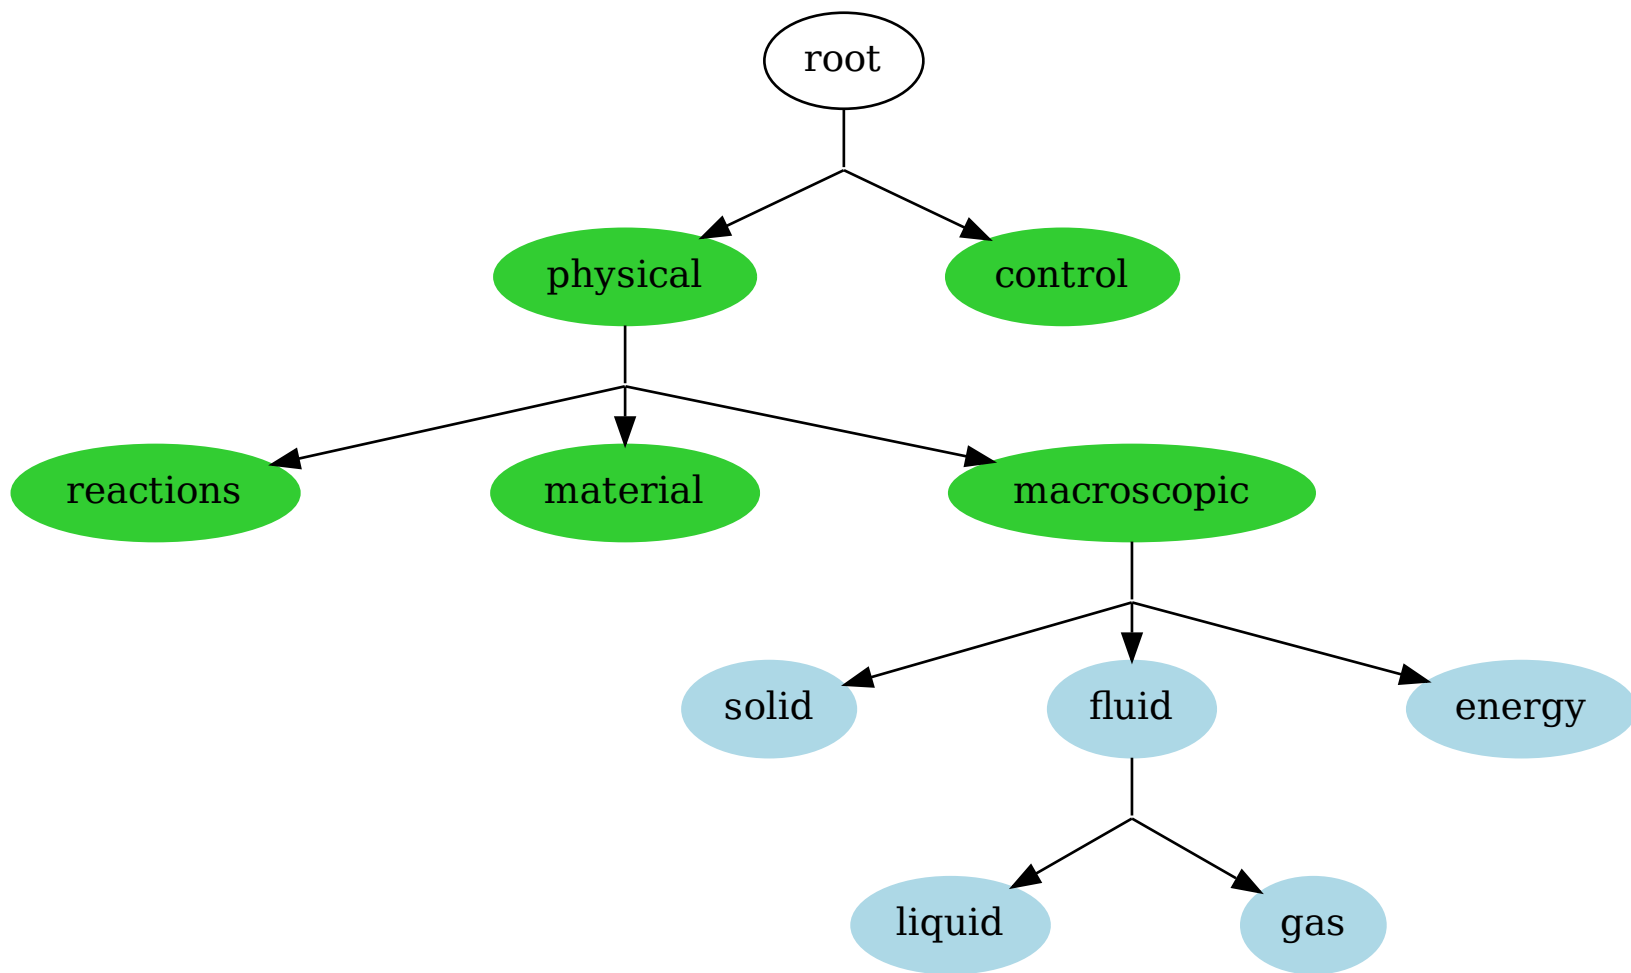 root
physical
control
reactions
material
macroscopic
solid
fluid
energy
liquid
gas